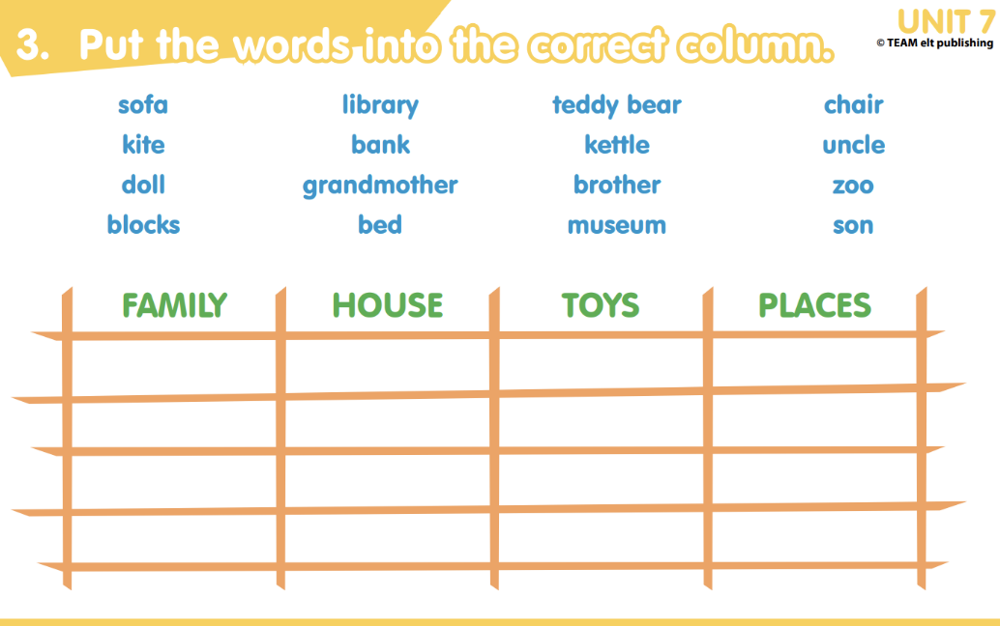 UNIT 7
© TEAM elt publishing
3. Put the words into the correct column.
sofa library teddy bear chair
kite bank kettle uncle
doll grandmother brother zoo
blocks bed museum son
FAMILY HOUSE TOYS PLACES